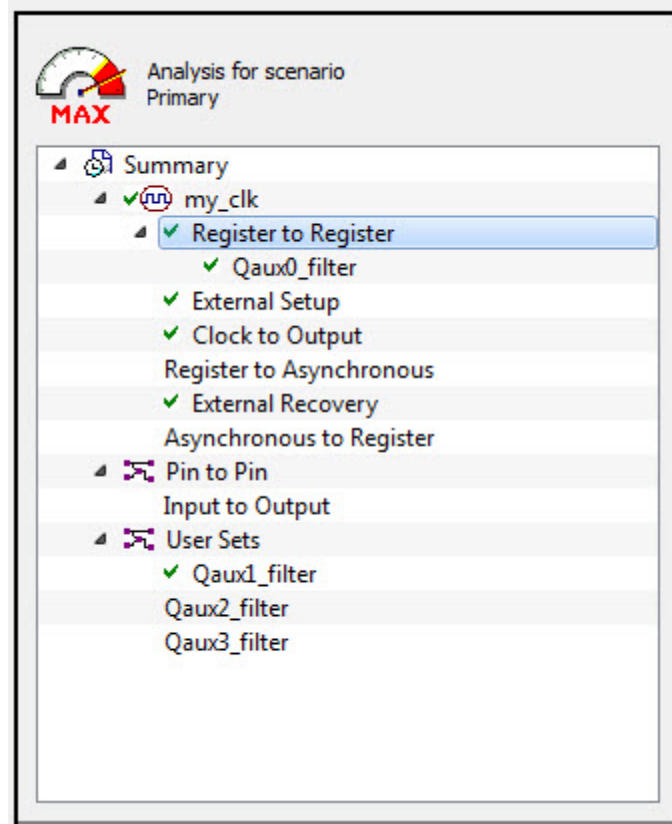 Analysis for scenario
Primary
MAX
Summary
my_clk
Register to Register
Qaux0_filter
External Setup
Clock to Output
Register to Asynchronous
External Recovery
Asynchronous to Register
Pin to Pin
Input to Output
User Sets
Qaux1_filter
Qaux2_filter
Qaux3_filter